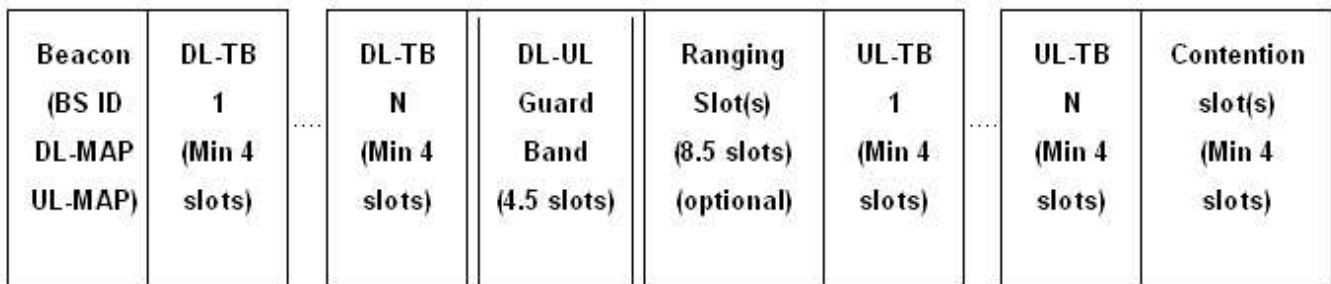 Beacon
(BS ID
DL-MAP
UL-MAP)
DL-TB
1
(Min 4
slots)
.....
DL-TB
N
(Min 4
slots)
DL-UL
Guard
Band
(4.5 slots)
Ranging
Slot(s)
(8.5 slots)
(optional)
UL-TB
1
(Min 4
slots)
.....
UL-TB
N
(Min 4
slots)
Contention
slot(s)
(Min 4
slots)